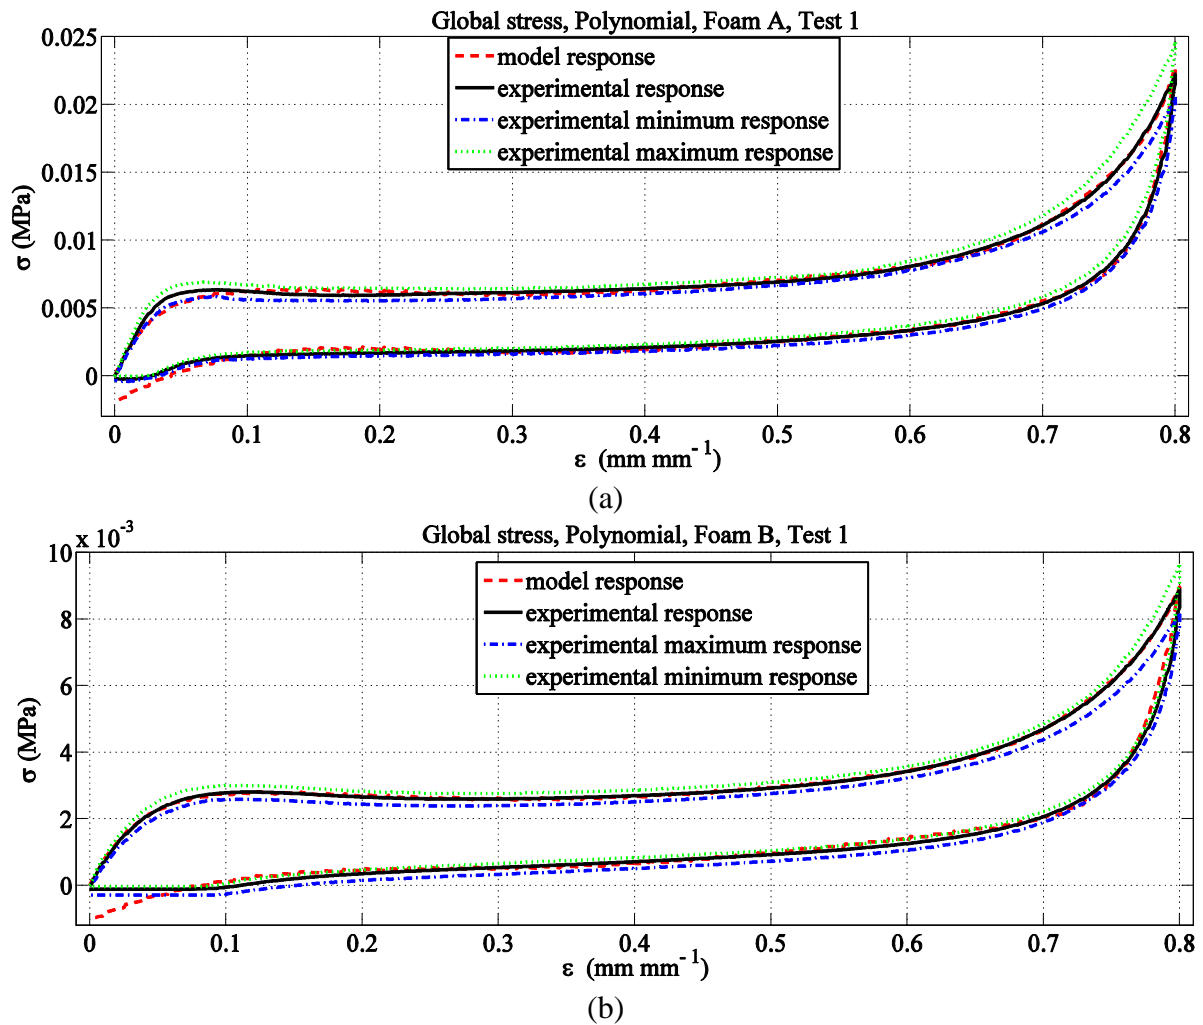 Global stress, Polynomial, Foam A, Test 1
model response
experimental response
experimental minimum response
experimental maximum response
0.025
0.02
0.015
0.01
0.005
0
σ (MPa)
0 0.1 0.2 0.3 0.4 0.5 0.6 0.7 0.8
ε (mm mm⁻¹)
(a)
Global stress, Polynomial, Foam B, Test 1
x 10⁻³
model response
experimental response
experimental maximum response
experimental minimum response
10
8
6
4
2
0
σ (MPa)
0 0.1 0.2 0.3 0.4 0.5 0.6 0.7 0.8
ε (mm mm⁻¹)
(b)